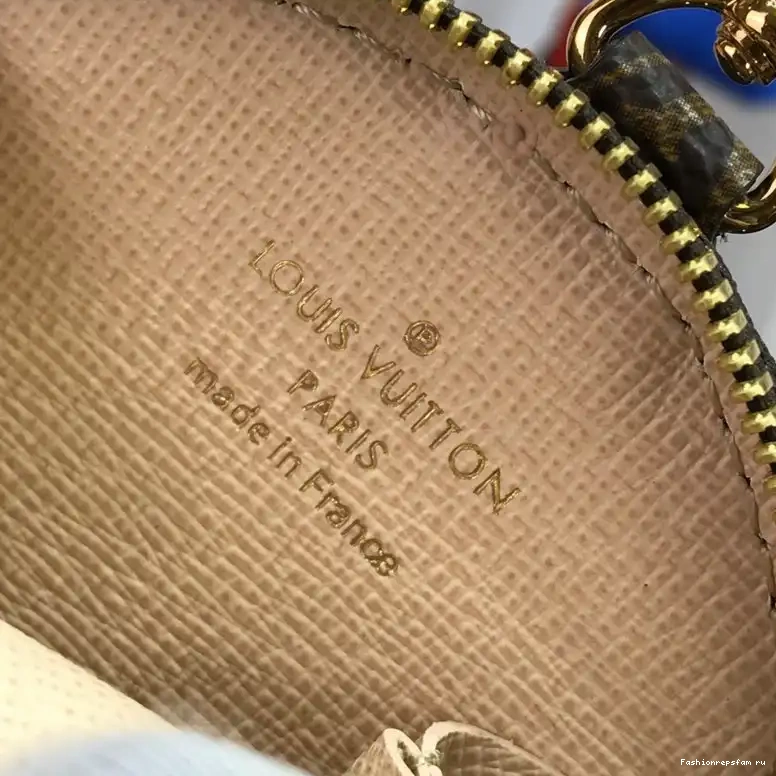 ®
LOUIS VUITTON
PARIS
made in France
Fashionrepsfam ru